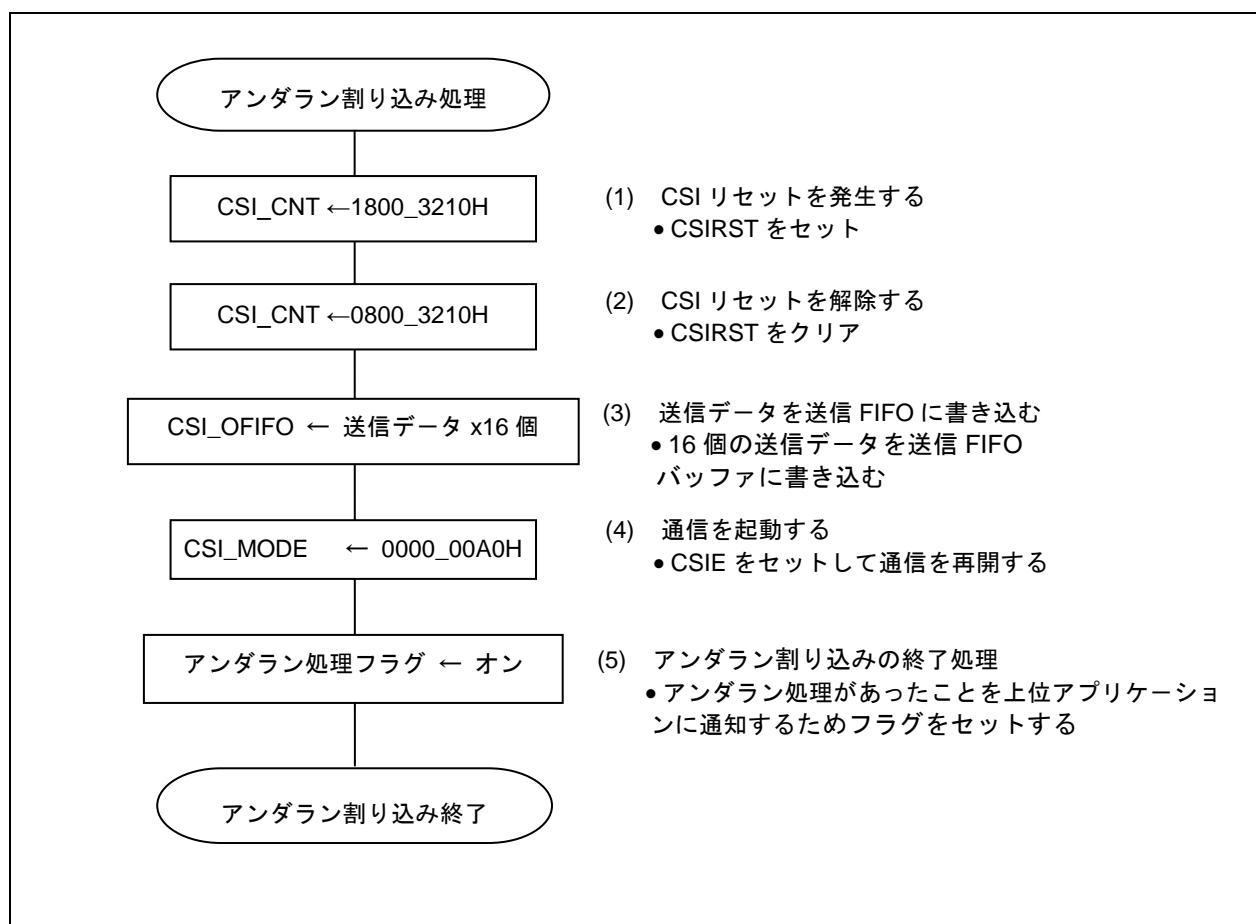 アンダラン割り込み処理
CSI_CNT ←1800_3210H
(1) CSI リセットを発生する
• CSIRST をセット
CSI_CNT ←0800_3210H
(2) CSI リセットを解除する
• CSIRST をクリア
CSI_OFIFO ← 送信データ x16 個
(3) 送信データを送信 FIFO に書き込む
• 16 個の送信データを送信 FIFO
バッファに書き込む
CSI_MODE ← 0000_00A0H
(4) 通信を起動する
• CSIE をセットして通信を再開する
アンダラン処理フラグ ← オン
(5) アンダラン割り込みの終了処理
• アンダラン処理があったことを上位アプリケーショ
ンに通知するためフラグをセットする
アンダラン割り込み終了